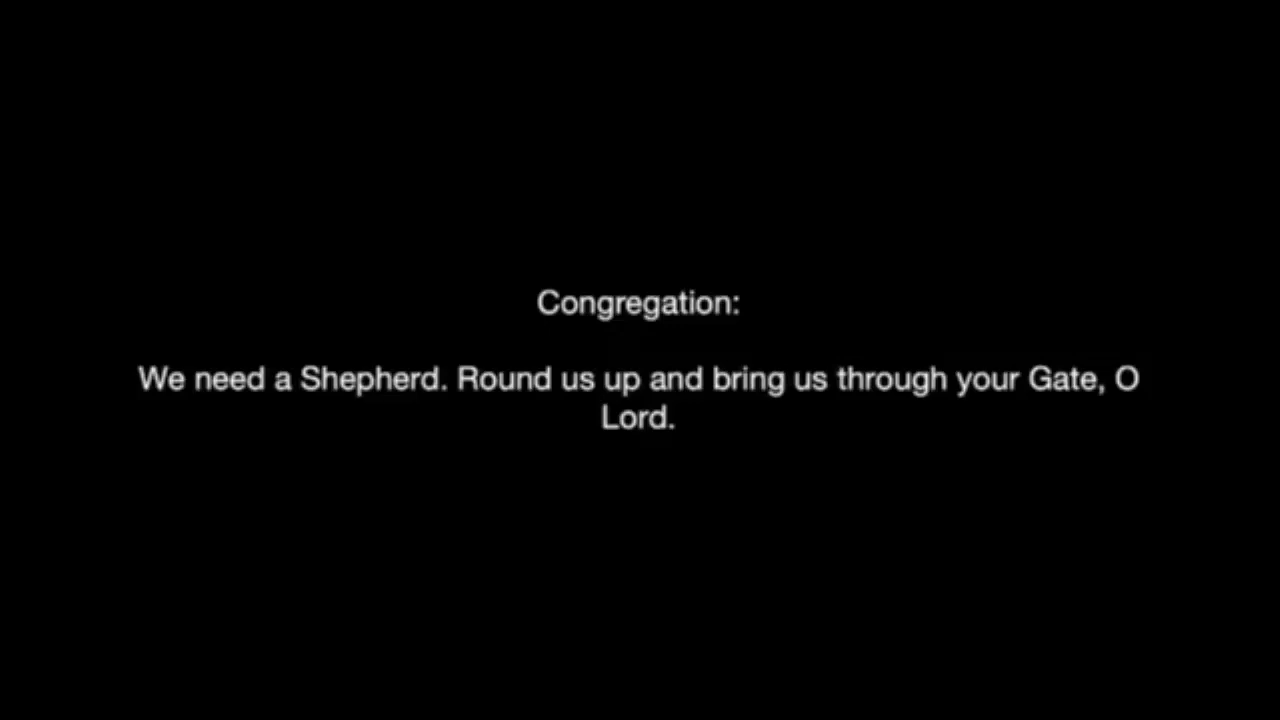 Congregation:
We need a Shepherd. Round us up and bring us through your Gate, O
Lord.